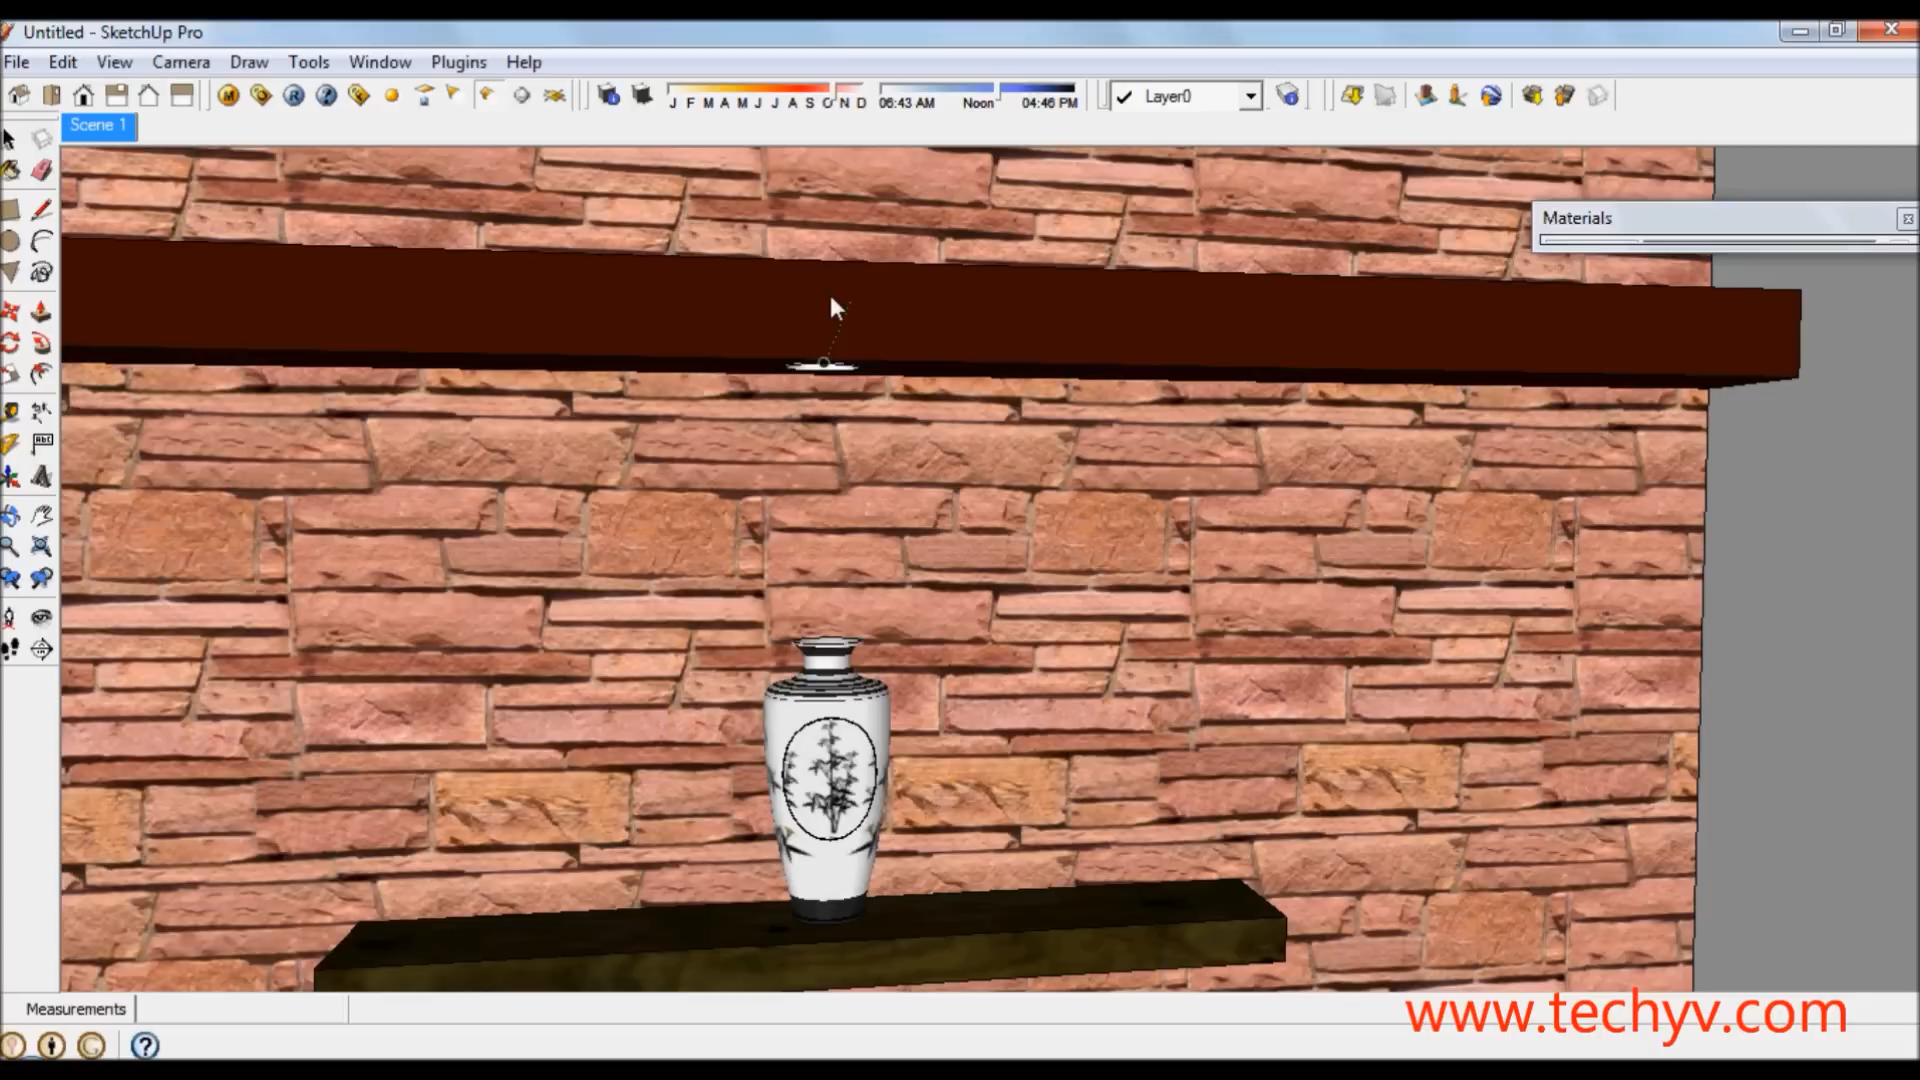 Untitled - SketchUp Pro
File Edit View Camera Draw Tools Window Plugins Help
J F M A M J J A S O N D 06:43 AM Noon 04:46 PM Layer0
Scene 1
Materials
Abc
Measurements
www.techyv.com